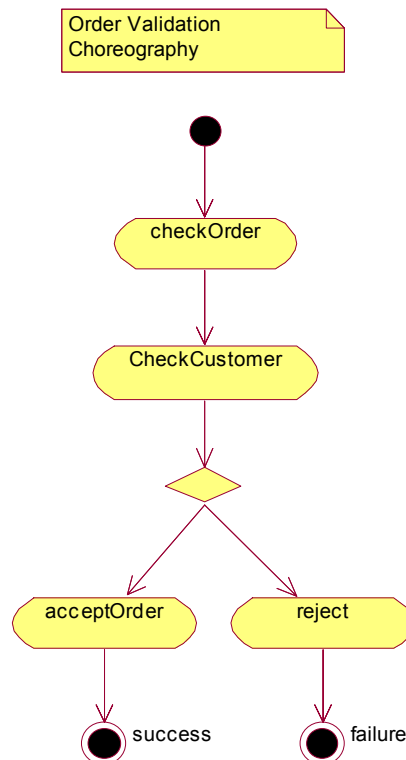 Order Validation
Choreography
checkOrder
CheckCustomer
acceptOrder
reject
success
failure